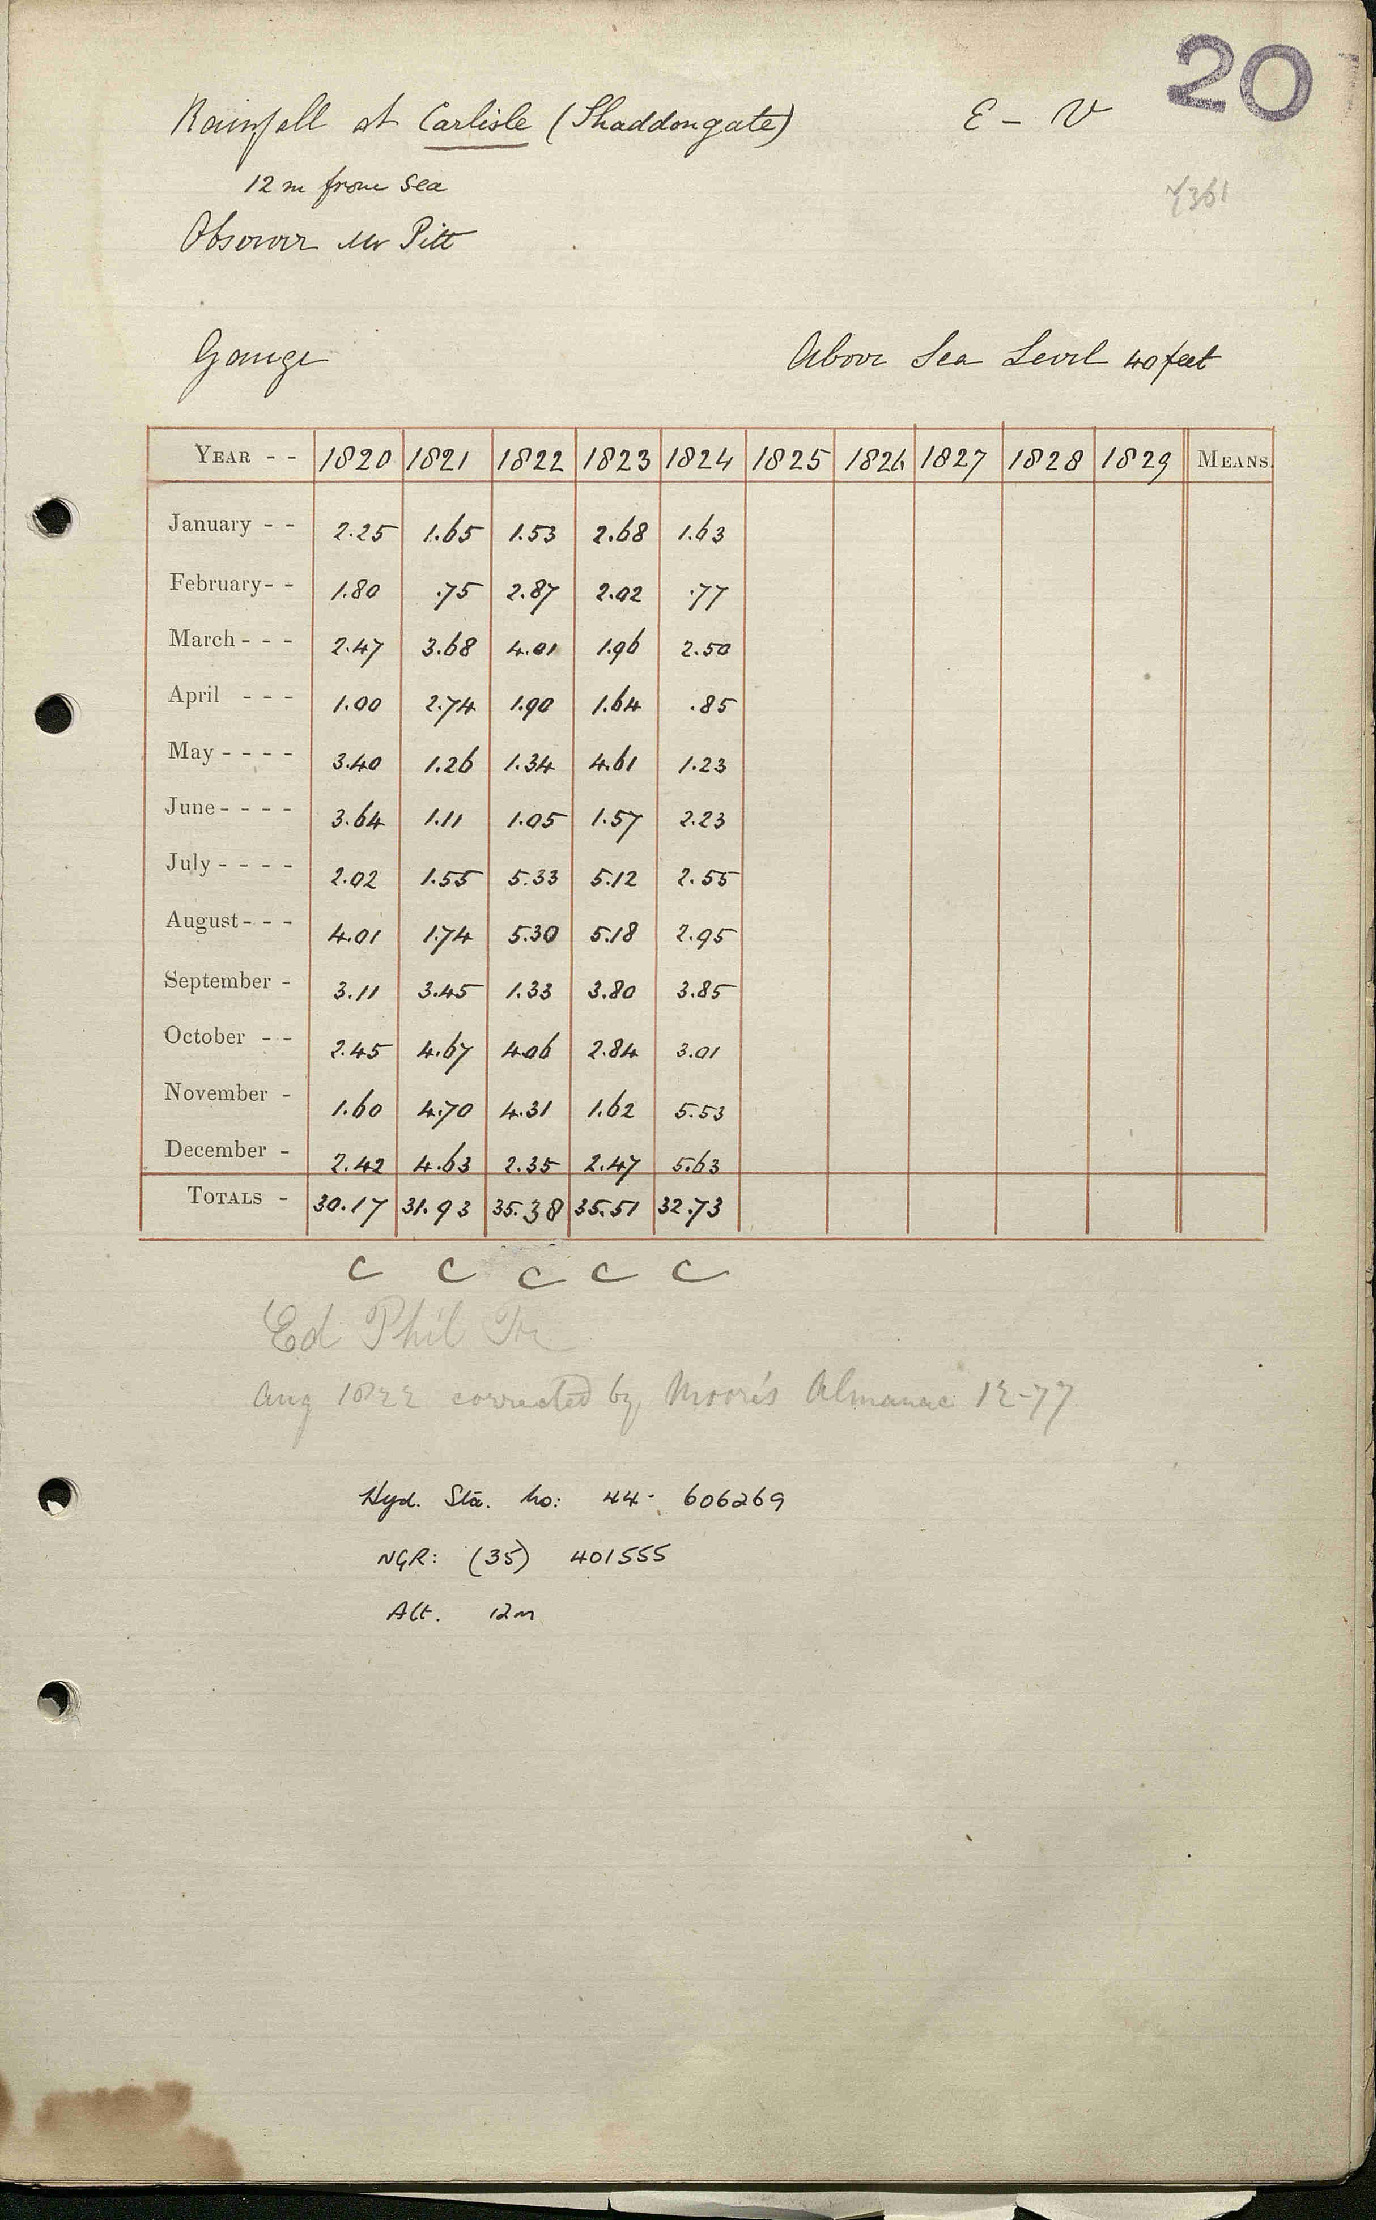 20
Rainfall at Carlisle (Shaddongate) E - V
12 m from sea
Observer Mr Pitt
Gauge Above Sea Level 40 feet
YEAR - - 1820 1821 1822 1823 1824 1825 1826 1827 1828 1829 MEANS.
January - - 2.25 1.65 1.53 2.68 1.63
February - - 1.80 .75 2.87 2.02 .77
March - - - 2.47 3.68 4.01 1.96 2.50
April - - - 1.00 2.74 1.90 1.64 .85
May - - - - 3.40 1.26 1.34 4.61 1.23
June - - - - 3.64 1.11 1.05 1.57 2.23
July - - - - 2.02 1.55 5.33 5.12 2.55
August - - - 4.01 1.74 5.30 5.18 2.95
September - 3.11 3.45 1.33 3.80 3.85
October - - 2.45 4.67 4.06 2.84 3.01
November - 1.60 4.70 4.31 1.62 5.53
December - 2.42 4.63 2.35 2.47 5.63
TOTALS - 30.17 31.93 35.38 35.51 32.73
C C C C C
Ed Phil Tr
Aug 1822 corrected by Moore's Almanac 12-77
Hyd. Sta. No: 44- 606269
NGR: (35) 401555
Alt. 12m